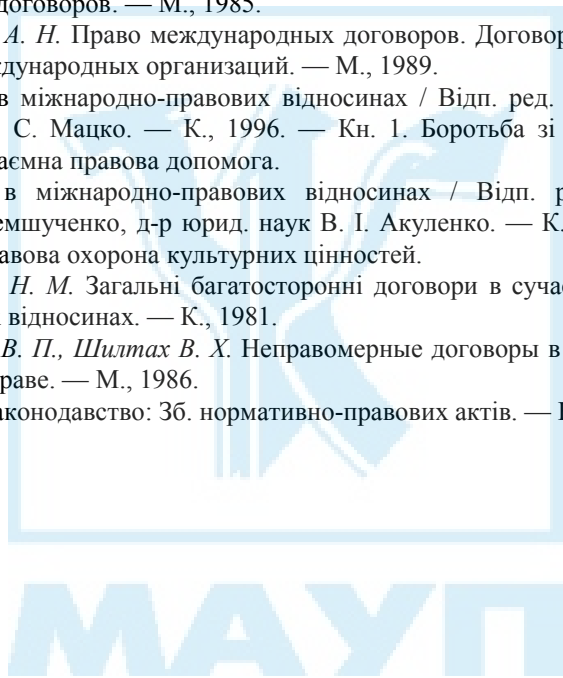 договоров. — М., 1985.
А. Н. Право международных договоров. Договор
дународных организаций. — М., 1989.
в міжнародно-правових відносинах / Відп. ред.
С. Мацко. — К., 1996. — Кн. 1. Боротьба зі
аємна правова допомога.
в міжнародно-правових відносинах / Відп. р
емшученко, д-р юрид. наук В. І. Акуленко. — К.
авова охорона культурних цінностей.
Н. М. Загальні багатосторонні договори в суча
відносинах. — К., 1981.
В. П., Шилтах В. Х. Неправомерные договоры в
раве. — М., 1986.
аконодавство: Зб. нормативно-правових актів. —
МАУП